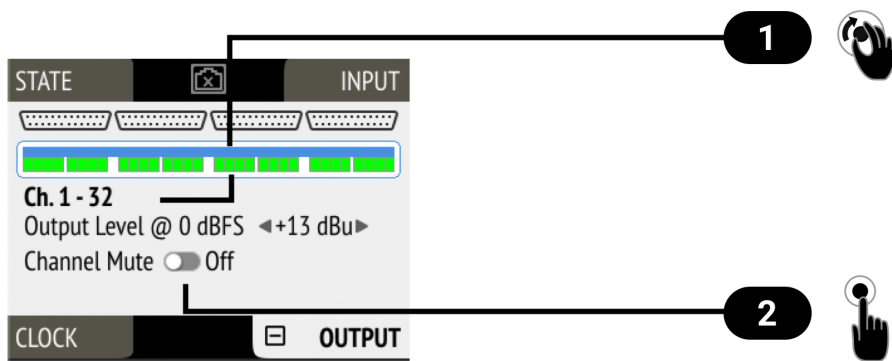 1
STATE INPUT
Ch. 1 - 32
Output Level @ 0 dBFS ◀+13 dBu▶
Channel Mute Off
2
CLOCK OUTPUT